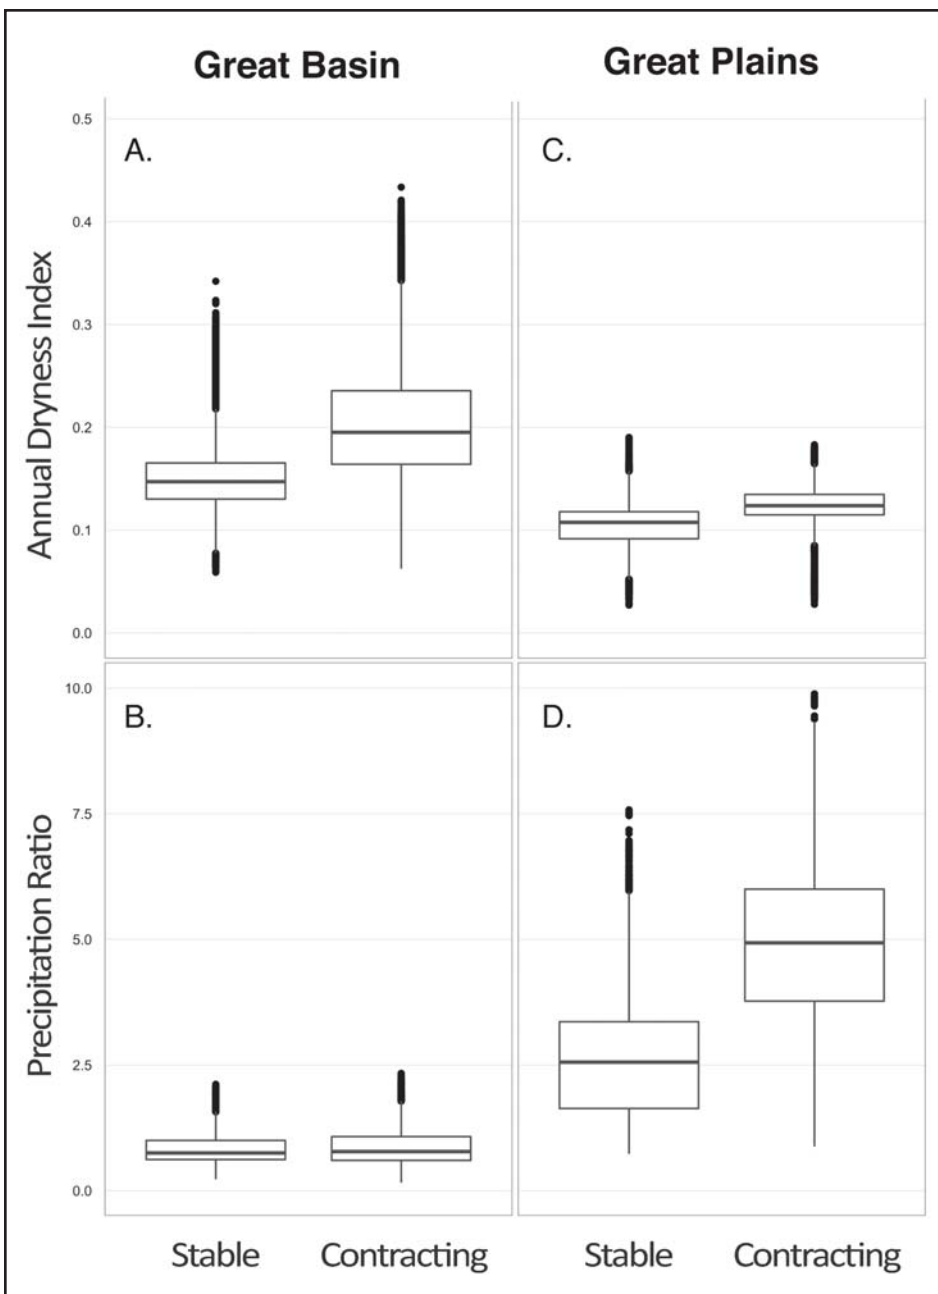 Great Basin
Great Plains
Annual Dryness Index
0.5
0.4
0.3
0.2
0.1
0.0
A.
C.
Precipitation Ratio
10.0
7.5
5.0
2.5
0.0
B.
D.
Stable
Contracting
Stable
Contracting